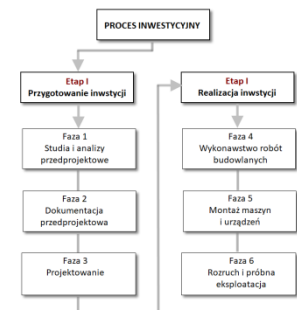 PROCES INWESTYCYJNY
Etap I
Przygotowanie inwstycji
Faza 1
Studia i analizy
przedprojektowe
Faza 2
Dokumentacja
przedprojektowa
Faza 3
Projektowanie
Etap I
Realizacja inwstycji
Faza 4
Wykonawstwo robót
budowlanych
Faza 5
Montaż maszyn
i urządzeń
Faza 6
Rozruch i próbna
eksploatacja